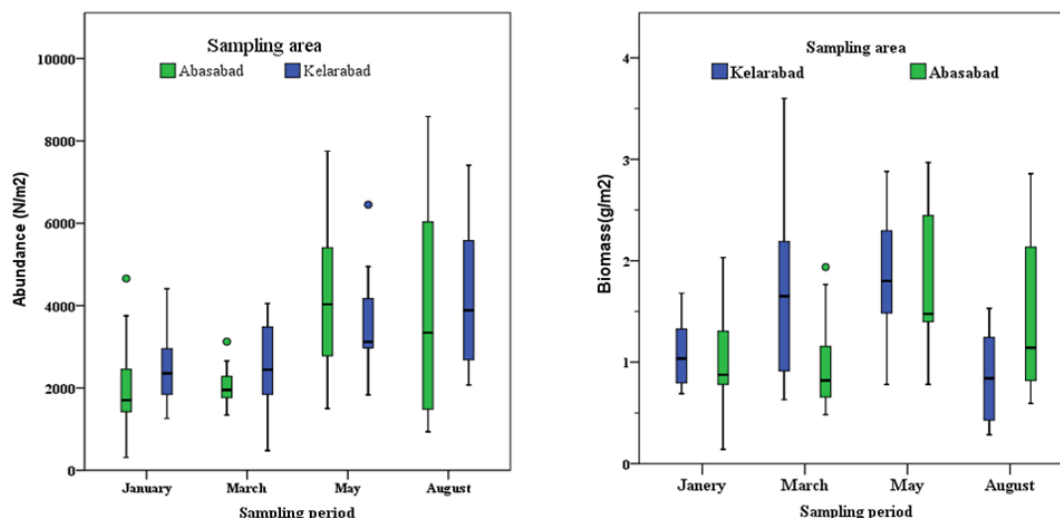 Sampling area
Abasabad Kelarabad
10000
8000
6000
4000
2000
0
Abundance (N/m2)
January March May August
Sampling period
Sampling area
Kelarabad Abasabad
4
3
2
1
0
Biomass(g/m2)
Janery March May August
Sampling period